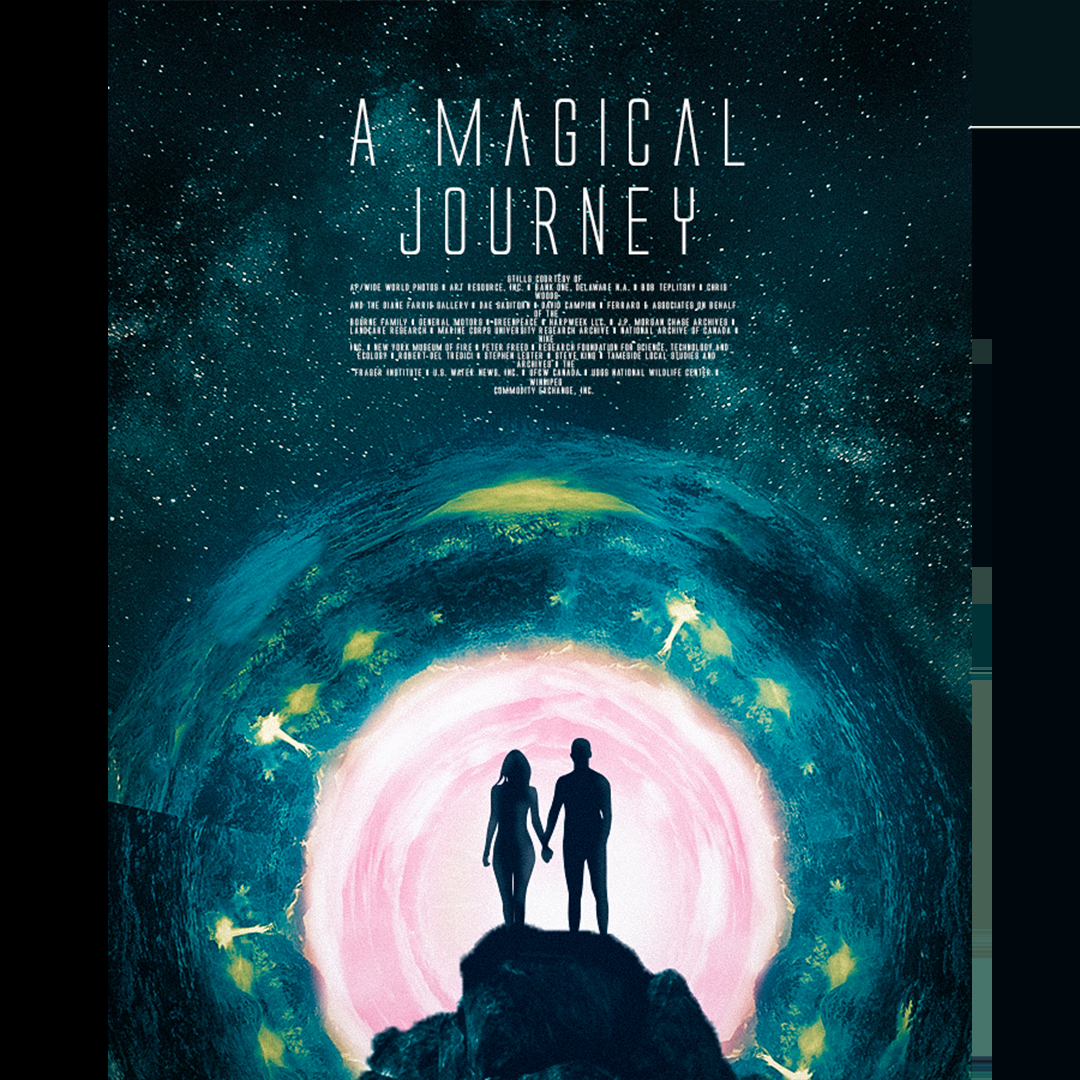 A MAGICAL
JOURNEY
STILLS COURTESY OF
AP/WIDE WORLD PHOTOS ART RESOURCE, INC. BANK ONE, DELAWARE N.A. BOB TEPLITSKY CHRIS
WOODS
AND THE DIANE FARRIS GALLERY DAVID CAMPION FERRARO & ASSOCIATES ON BEHALF
OF THE
BOURNE FAMILY GENERAL MOTORS GREENPEACE HARPWEEK LLC. J.P. MORGAN CHASE ARCHIVES
LANDCARE RESEARCH MARINE CORPS UNIVERSITY RESEARCH ARCHIVE NATIONAL ARCHIVE OF CANADA
NIKE
INC. NEW YORK MUSEUM OF FIRE PETER FREED RESEARCH FOUNDATION FOR SCIENCE, TECHNOLOGY AND
ECOLOGY ROBERT DEL TREDICI STEPHEN LESTER STEVE KING TAMESIDE LOCAL STUDIES AND
ARCHIVES THE
FRASER INSTITUTE U.S. WATER NEWS, INC. UFCW CANADA. USGS NATIONAL WILDLIFE CENTER.
WINNIPEG
COMMODITY EXCHANGE, INC.